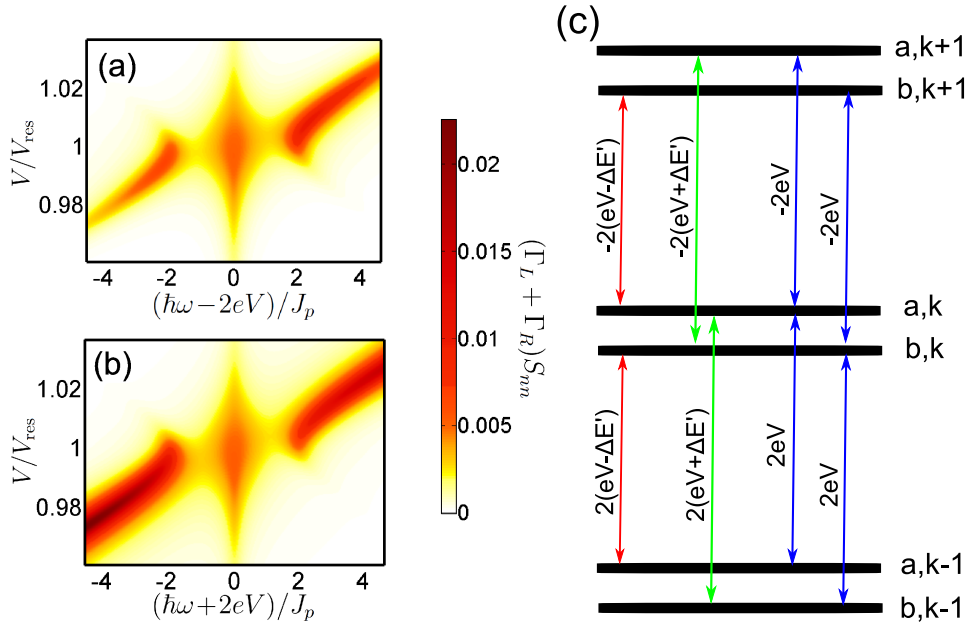 (a)
V/V_res
1.02
1
0.98
-4 -2 0 2 4
(ħω−2eV)/J_p
(b)
V/V_res
1.02
1
0.98
-4 -2 0 2 4
(ħω+2eV)/J_p
0.02
0.015
0.01
0.005
0
(Γ_L + Γ_R)S_nn
(c)
a,k+1
b,k+1
-2(eV-ΔE')
-2(eV+ΔE')
-2eV
-2eV
a,k
b,k
2(eV-ΔE')
2(eV+ΔE')
2eV
2eV
a,k-1
b,k-1